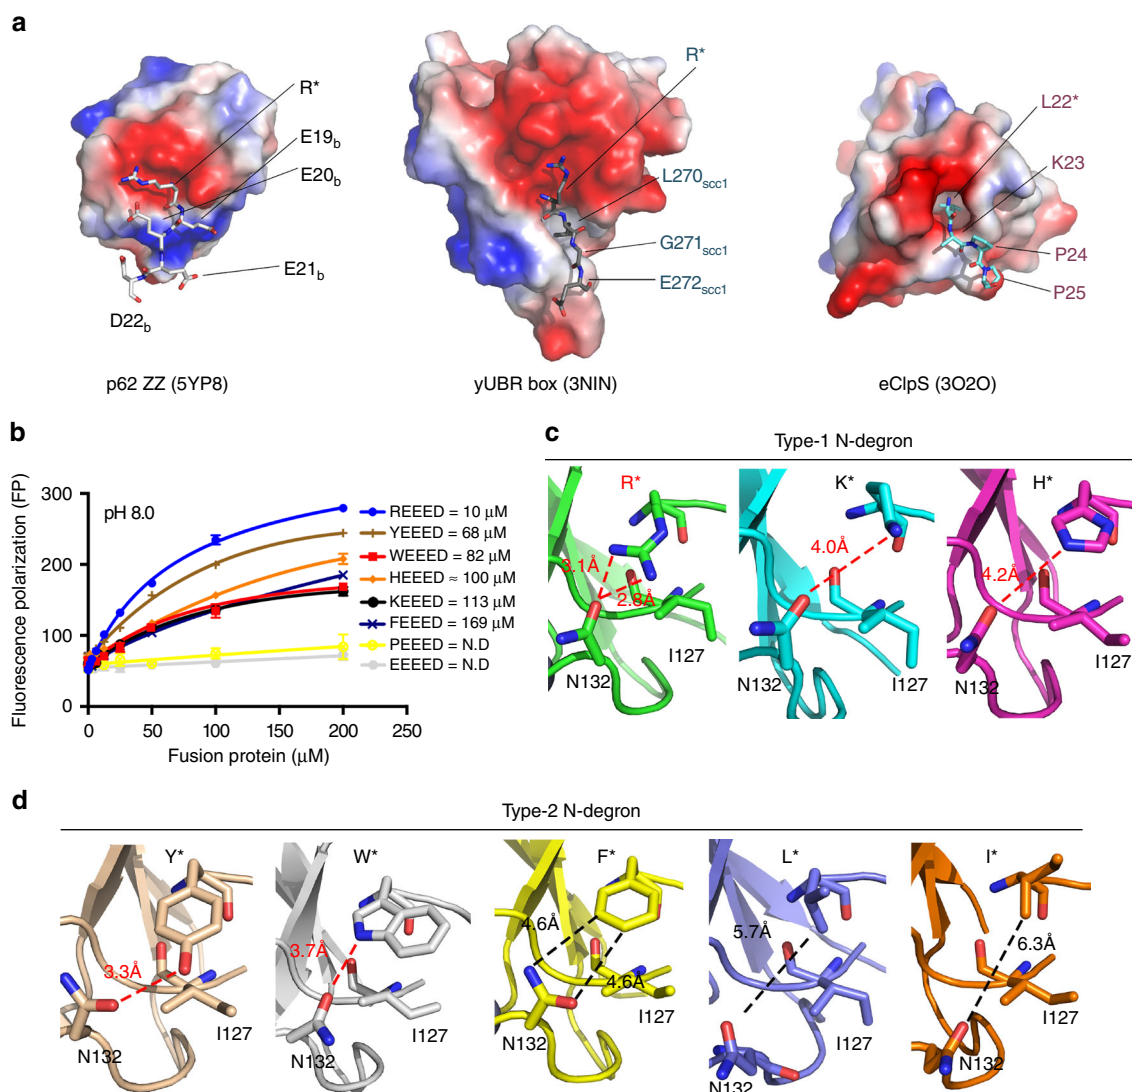 a
R*
E19b
E20b
E21b
D22b
p62 ZZ (5YP8)
R*
L270scc1
G271scc1
E272scc1
yUBR box (3NIN)
L22*
K23
P24
P25
eClpS (3O2O)
b
Fluorescence polarization (FP)
300
200
100
0
pH 8.0
0
50
100
150
200
250
Fusion protein (μM)
REEED = 10 μM
YEEED = 68 μM
WEEED = 82 μM
HEEED ≈ 100 μM
KEEED = 113 μM
FEEED = 169 μM
PEEED = N.D
EEEED = N.D
c
Type-1 N-degron
R*
3.1Å
2.8Å
N132
I127
K*
4.0Å
N132
I127
H*
4.2Å
N132
I127
d
Type-2 N-degron
Y*
3.3Å
N132
I127
W*
3.7Å
N132
I127
F*
4.6Å
4.6Å
N132
I127
L*
5.7Å
N132
I127
I*
6.3Å
N132
I127